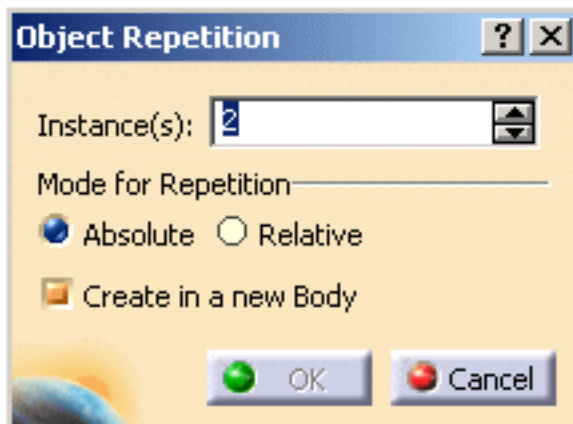 Object Repetition ? X
Instance(s): 2
Mode for Repetition
Absolute Relative
Create in a new Body
OK Cancel